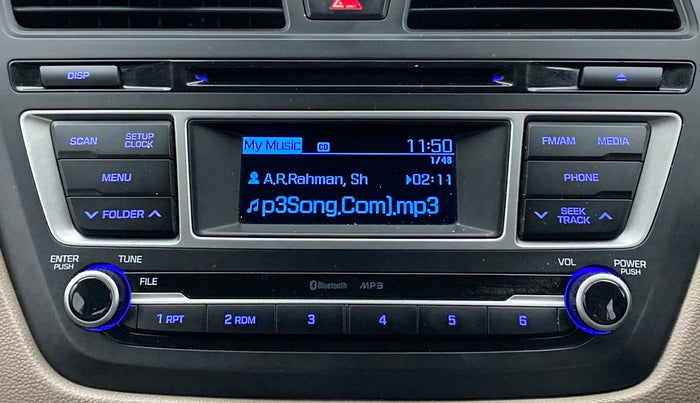 DISP
SCAN
SETUP
CLOCK
MENU
FOLDER
My Music CD 11:50
1/48
A.R.Rahman, Sh 02:11
p3Song.Com].mp3
FM/AM MEDIA
PHONE
SEEK
TRACK
ENTER
PUSH
TUNE
FILE
Bluetooth MP3
VOL
POWER
PUSH
1 RPT 2 RDM 3 4 5 6